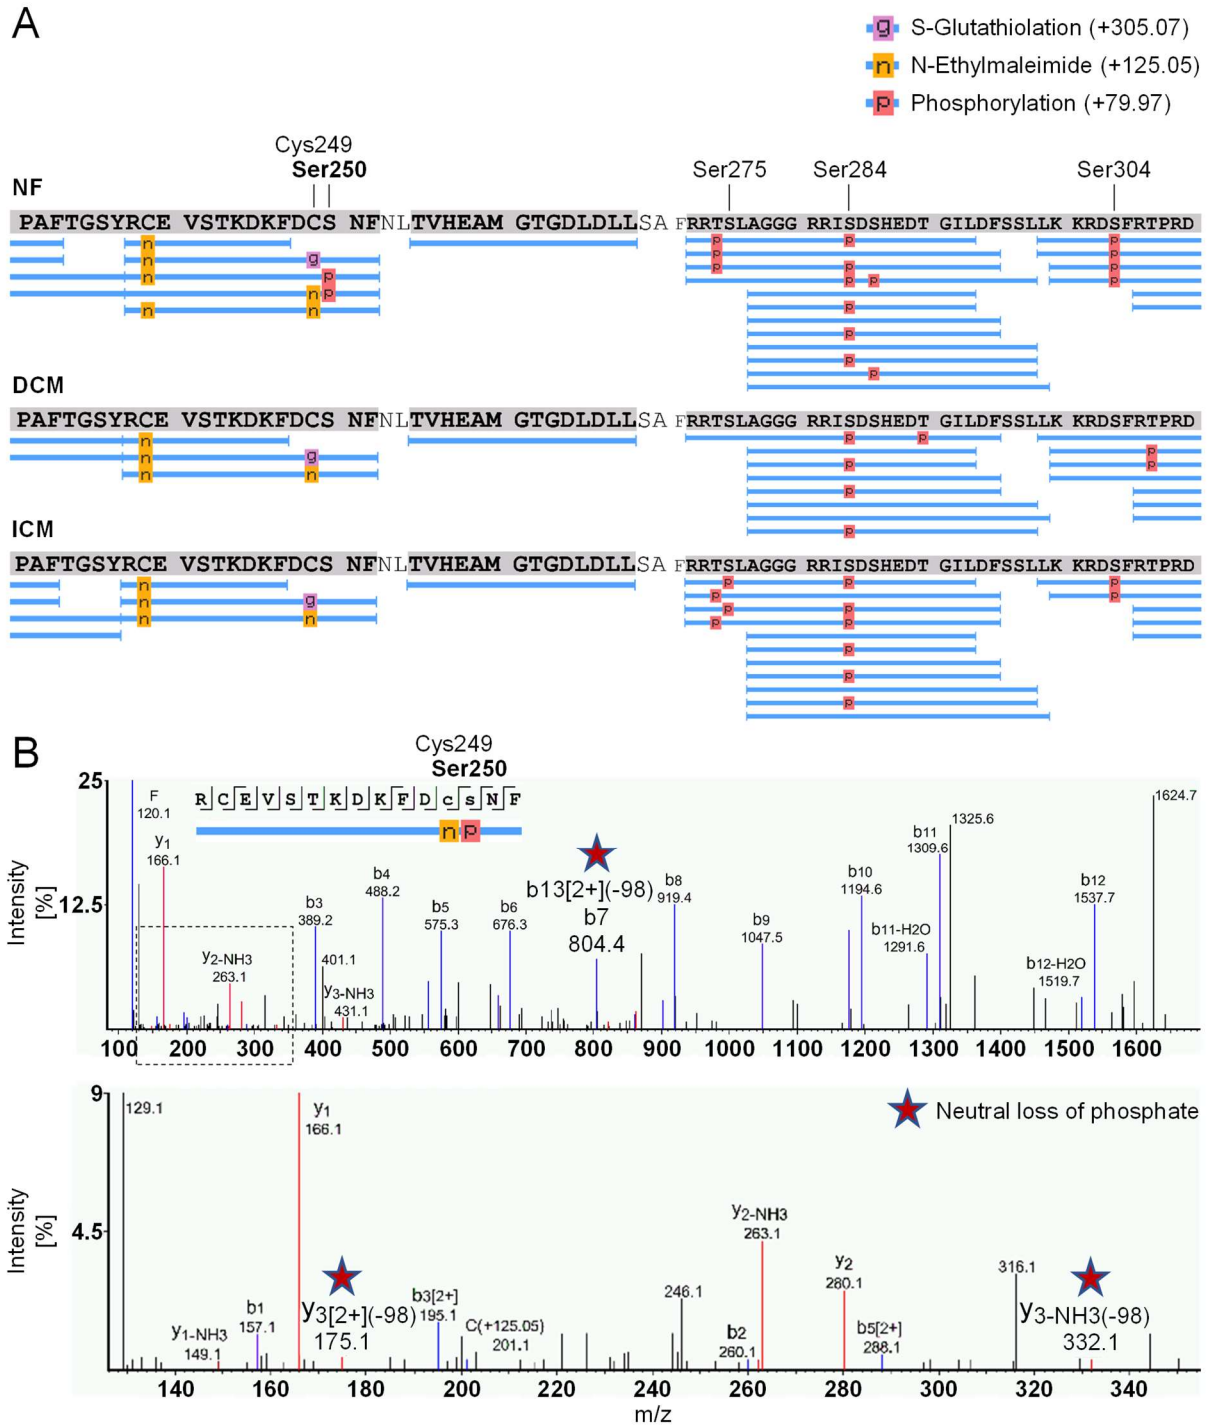 A
g S-Glutathiolation (+305.07)
n N-Ethylmaleimide (+125.05)
p Phosphorylation (+79.97)
Cys249
Ser250 Ser275 Ser284 Ser304
NF
PAFTGSYRCE VSTKDKFDCS NFNLTVHEAM GTGDLDLLSA FRRTSLAGGG RRISDSHEDT GILDFSSLLK KRDSFRTPRD
n p p p
n g p p
n p p p p
n p p p p
n n p
p
p
p
DCM
PAFTGSYRCE VSTKDKFDCS NFNLTVHEAM GTGDLDLLSA FRRTSLAGGG RRISDSHEDT GILDFSSLLK KRDSFRTPRD
n p p
n g p
n n p p
p
p
ICM
PAFTGSYRCE VSTKDKFDCS NFNLTVHEAM GTGDLDLLSA FRRTSLAGGG RRISDSHEDT GILDFSSLLK KRDSFRTPRD
n p p p
n g p p
n n p p
p p
p
p
p
B
Cys249
Ser250
25
12.5
Intensity
[%]
R C E V S T K D K F D c s N F
n p
F
120.1
y1
166.1
y2-NH3
263.1
b3
389.2
401.1
y3-NH3
431.1
b4
488.2
b5
575.3
b6
676.3
b13[2+](-98)
b7
804.4
b8
919.4
b9
1047.5
b10
1194.6
b11-H2O
1291.6
b11
1309.6
1325.6
b12-H2O
1519.7
b12
1537.7
1624.7
100 200 300 400 500 600 700 800 900 1000 1100 1200 1300 1400 1500 1600
9
4.5
Intensity
[%]
Neutral loss of phosphate
129.1
y1-NH3
149.1
b1
157.1
y1
166.1
y3[2+](-98)
175.1
b3[2+]
195.1
C(+125.05)
201.1
246.1
b2
260.1
y2-NH3
263.1
y2
280.1
b5[2+]
288.1
316.1
y3-NH3(-98)
332.1
140 160 180 200 220 240 260 280 300 320 340
m/z